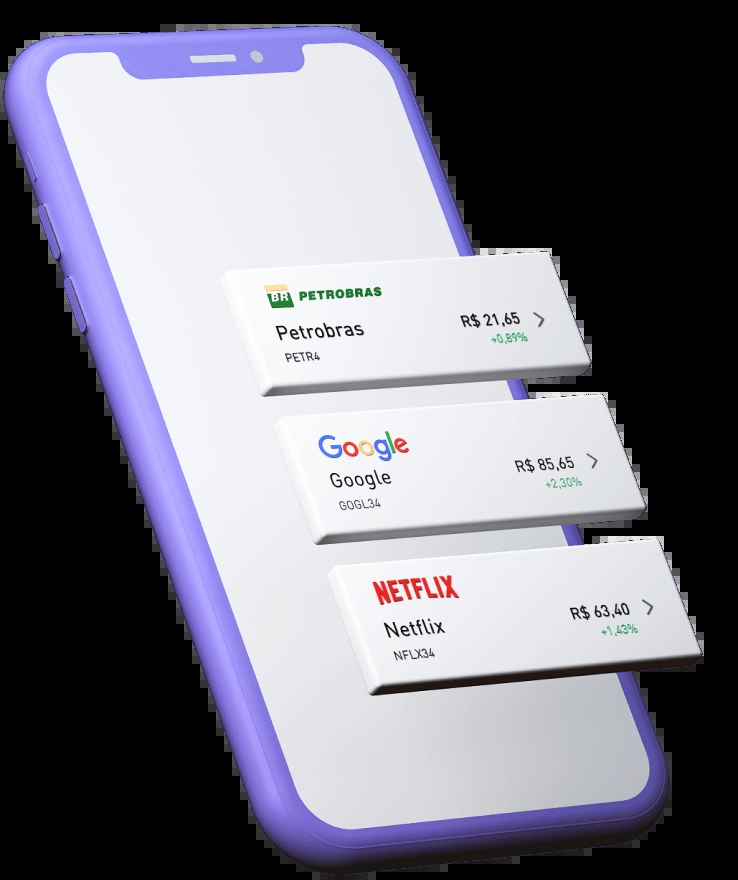 BR PETROBRAS
Petrobras
PETR4
R$ 21,65
+0,89%
Google
Google
GOGL34
R$ 85,65
+2,30%
NETFLIX
Netflix
NFLX34
R$ 63,40
+1,43%